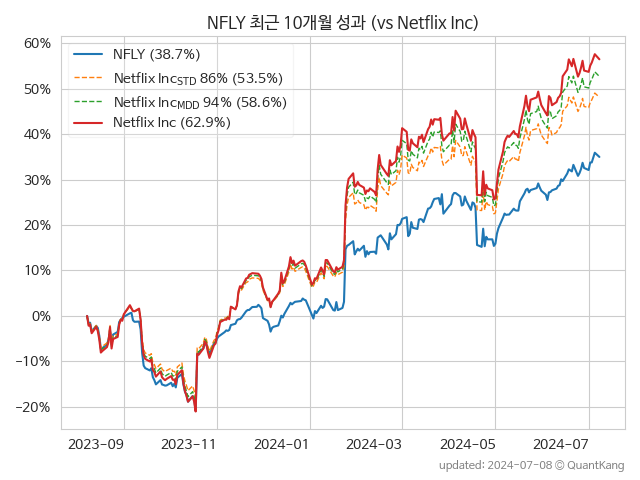 NFLY 최근 10개월 성과 (vs Netflix Inc)
NFLY (38.7%)
Netflix Inc_STD 86% (53.5%)
Netflix Inc_MDD 94% (58.6%)
Netflix Inc (62.9%)
60%
50%
40%
30%
20%
10%
0%
−10%
−20%
2023−09
2023−11
2024−01
2024−03
2024−05
2024−07
updated: 2024-07-08 © QuantKang